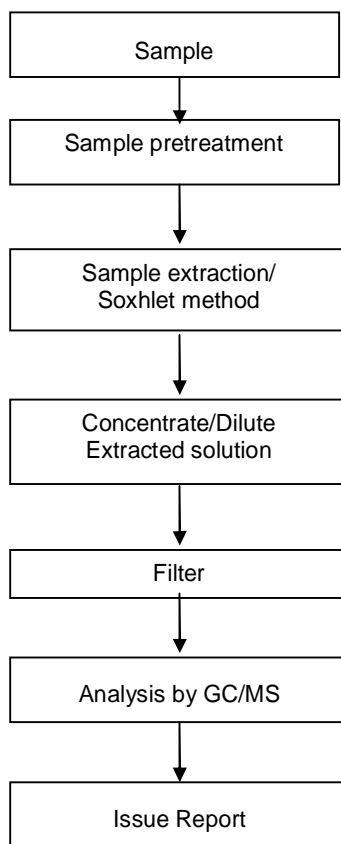 Sample
Sample pretreatment
Sample extraction/
Soxhlet method
Concentrate/Dilute
Extracted solution
Filter
Analysis by GC/MS
Issue Report